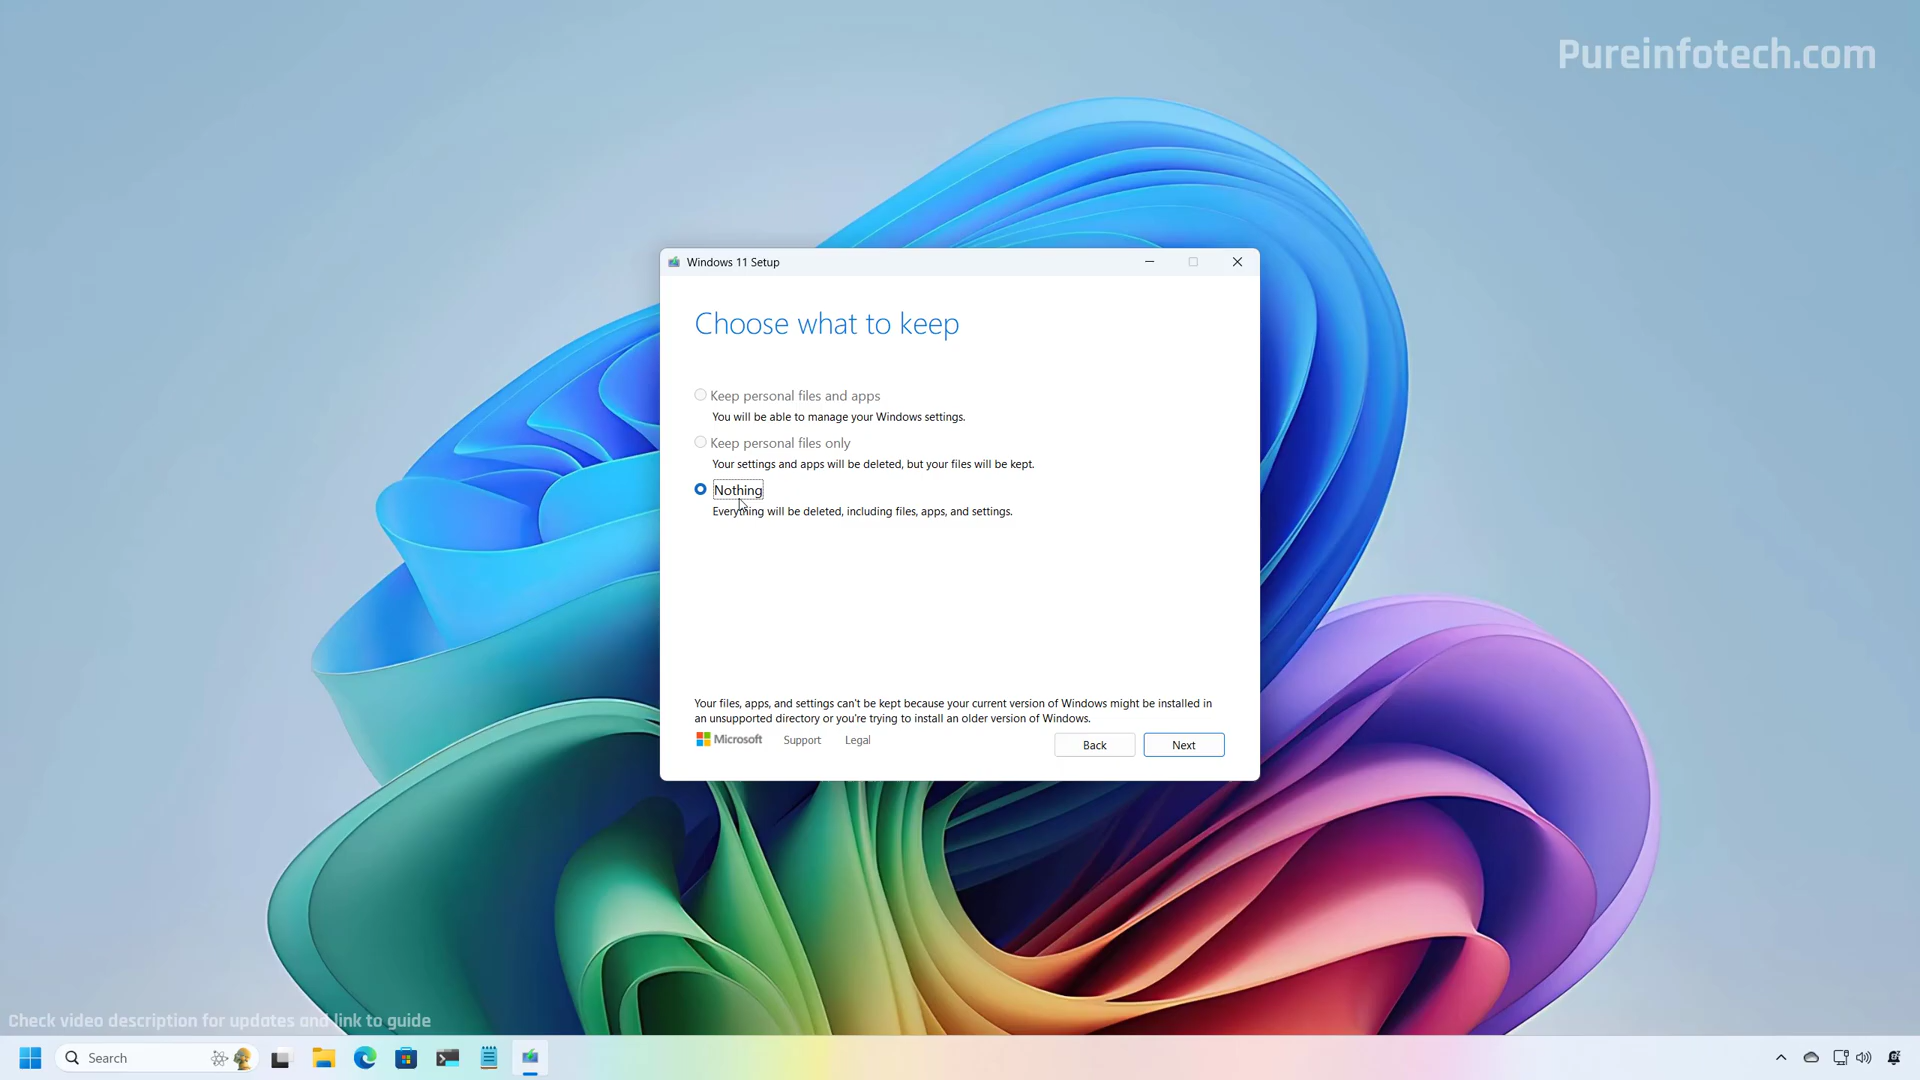 Pureinfotech.com
Windows 11 Setup
Choose what to keep
Keep personal files and apps
You will be able to manage your Windows settings.
Keep personal files only
Your settings and apps will be deleted, but your files will be kept.
Nothing
Everything will be deleted, including files, apps, and settings.
Your files, apps, and settings can't be kept because your current version of Windows might be installed in
an unsupported directory or you're trying to install an older version of Windows.
Microsoft Support Legal
Back Next
Check video description for updates and link to guide
Search